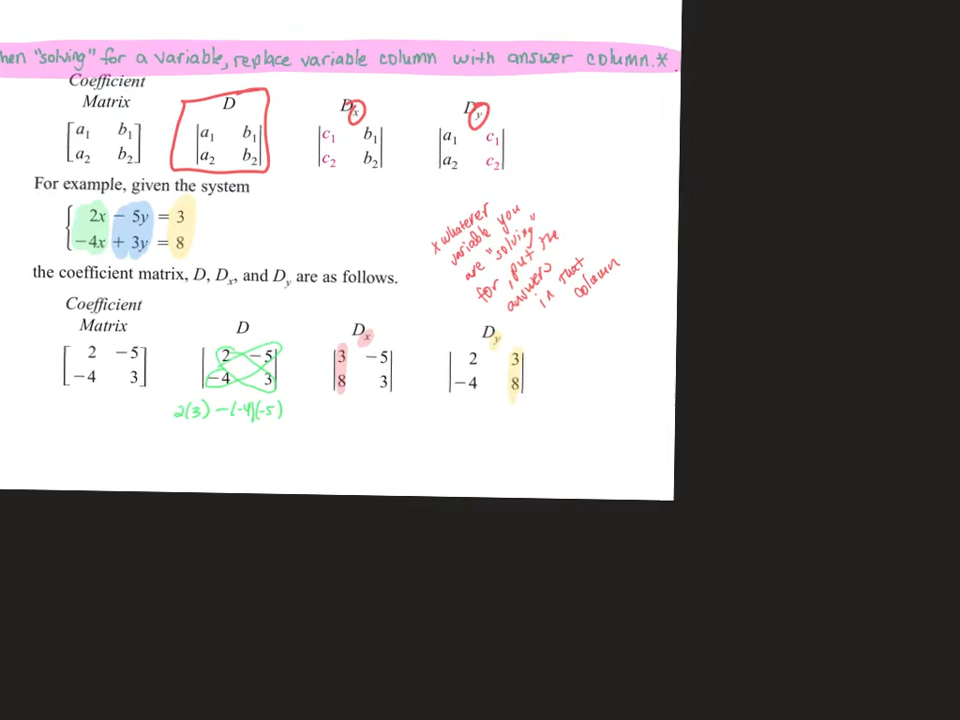 hen "solving" for a variable, replace variable column with answer column.*
Coefficient
Matrix D Dx Dy
[a1 b1] |a1 b1| |c1 b1| |a1 c1|
[a2 b2] |a2 b2| |c2 b2| |a2 c2|
For example, given the system
2x − 5y = 3
−4x + 3y = 8
* whatever
variable you
are "solving"
for, put the
answers
in that
column
the coefficient matrix, D, Dx, and Dy are as follows.
Coefficient
Matrix D Dx Dy
[2 −5] |2 −5| |3 −5| |2 3|
[−4 3] |−4 3| |8 3| |−4 8|
2(3) − (-4)(-5)